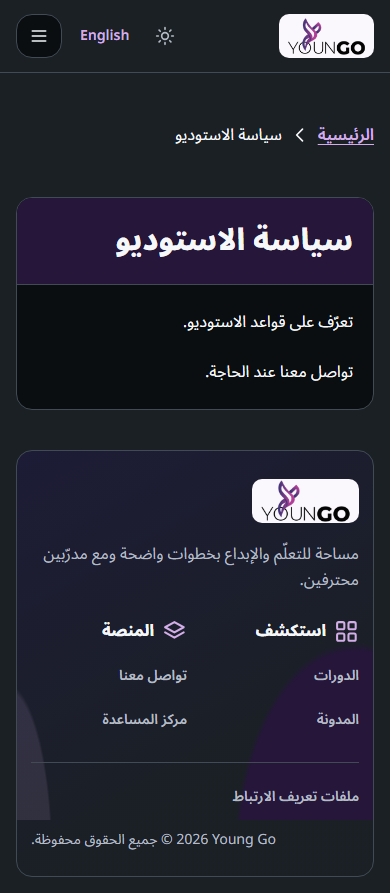 English
YOUNGO
الرئيسية
سياسة الاستوديو
سياسة الاستوديو
تعرّف على قواعد الاستوديو.
تواصل معنا عند الحاجة.
YOUNGO
مساحة للتعلّم والإبداع بخطوات واضحة ومع مدرّبين
محترفين.
استكشف
الدورات
المدونة
المنصة
تواصل معنا
مركز المساعدة
ملفات تعريف الارتباط
© 2026 Young Go جميع الحقوق محفوظة.